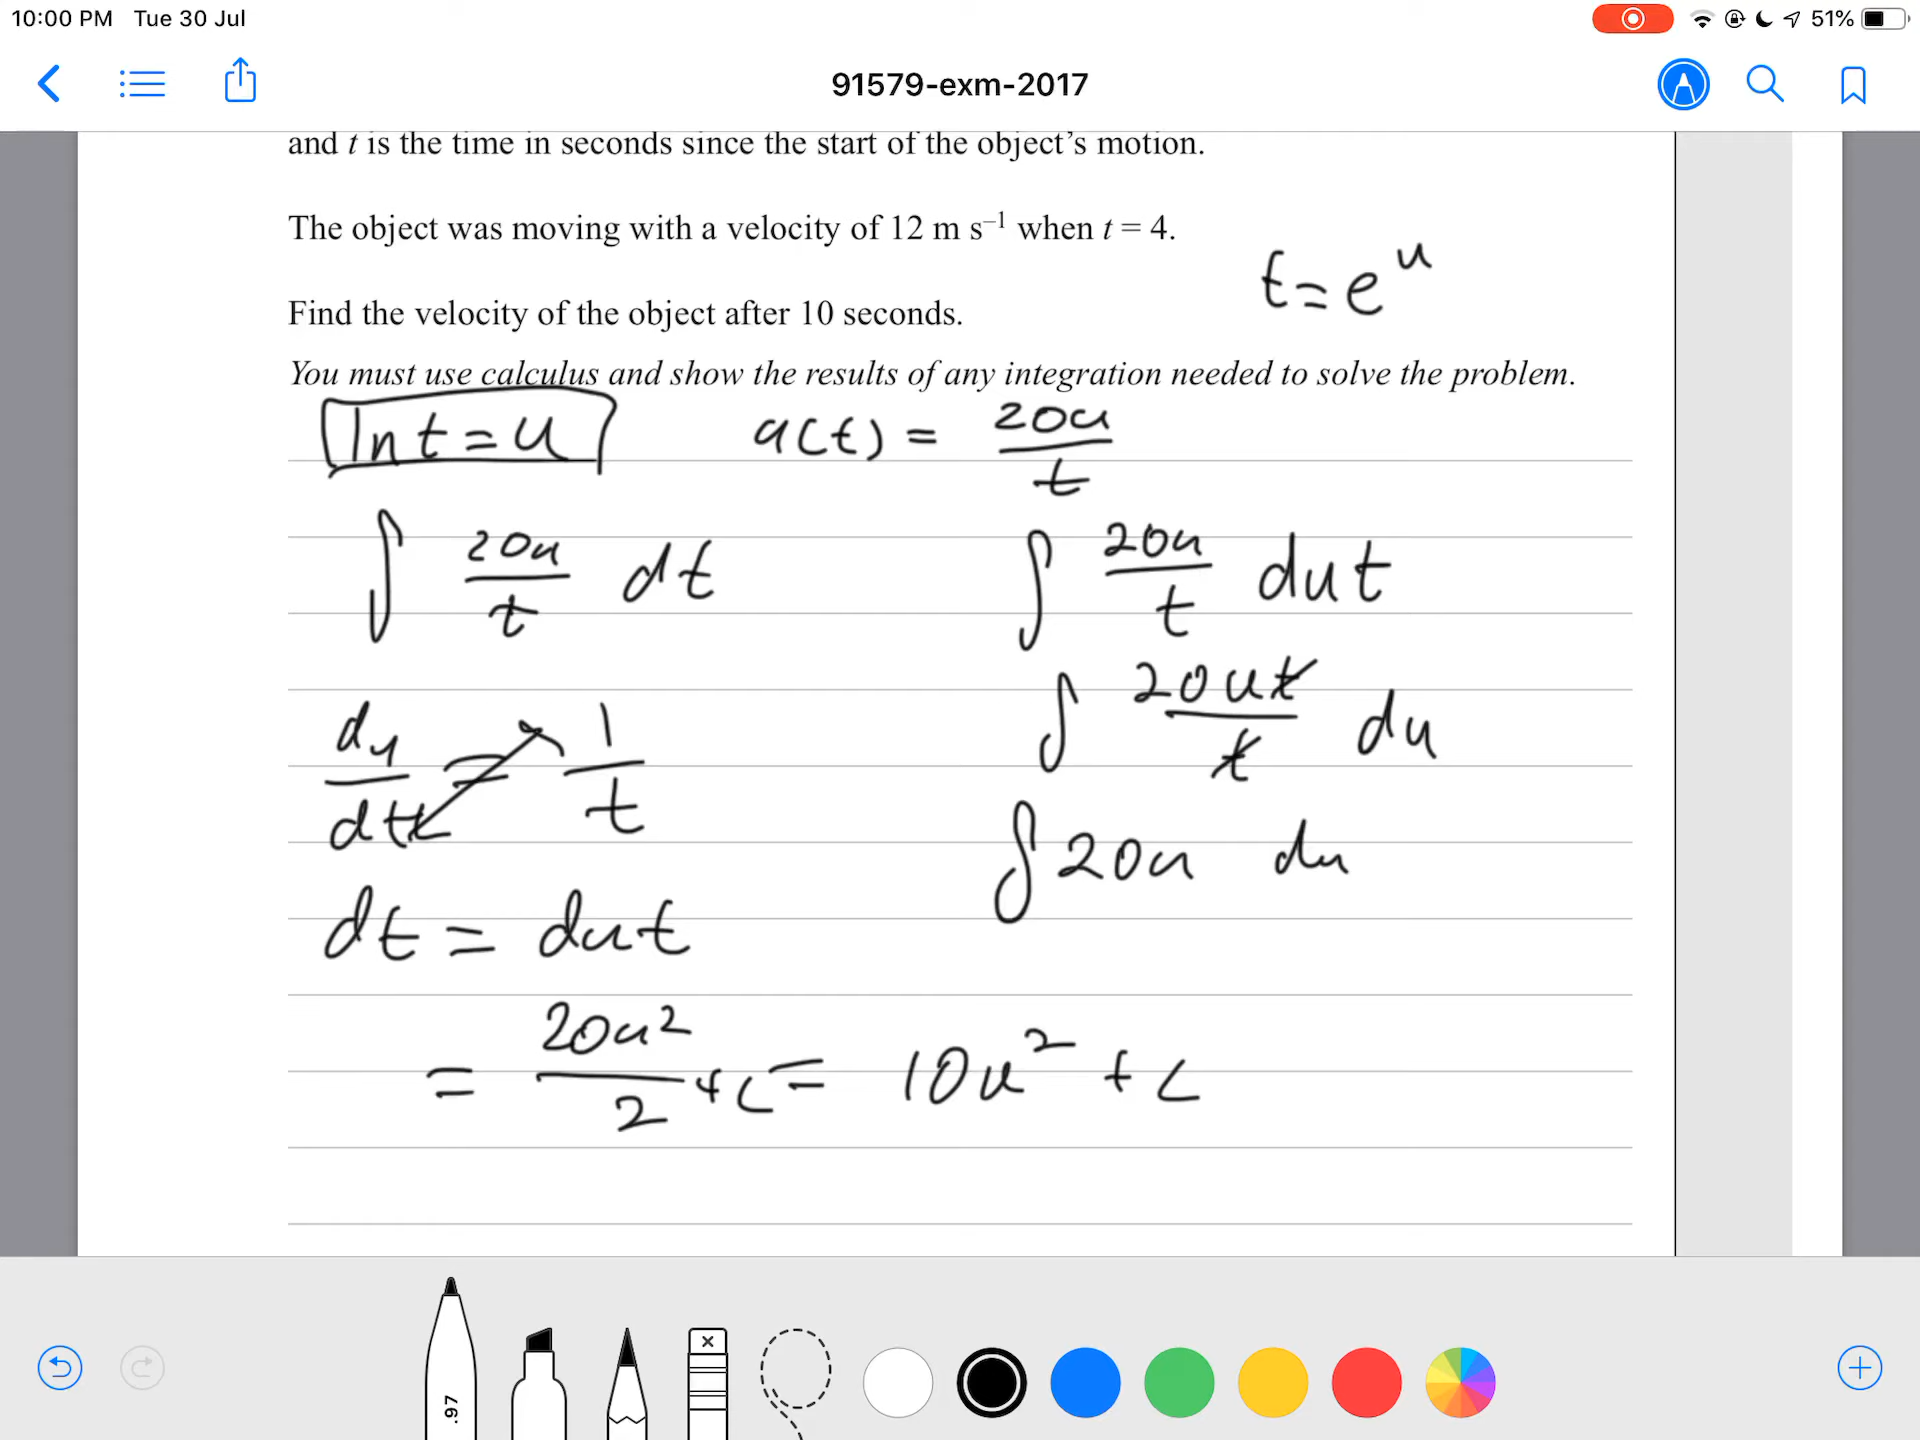 10:00 PM Tue 30 Jul 51%
91579-exm-2017
and t is the time in seconds since the start of the object's motion.
The object was moving with a velocity of 12 m s⁻¹ when t = 4.
t = e^u
Find the velocity of the object after 10 seconds.
You must use calculus and show the results of any integration needed to solve the problem.
ln t = u a(t) = 20u/t
∫ 20u/t dt ∫ 20u/t dut
∫ 20ut/t du
du/dt = 1/t
∫ 20u du
dt = dut
= 20u²/2 + c = 10u² + c
.97